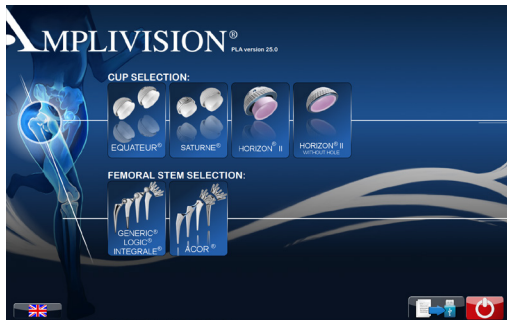 AMPLIVISION®
PLA version 25.0
CUP SELECTION:
EQUATEUR®
SATURNE®
HORIZON® II
HORIZON® II
WITHOUT HOLE
FEMORAL STEM SELECTION:
GENERIC®
LOGIC®
INTEGRALE®
ACOR®